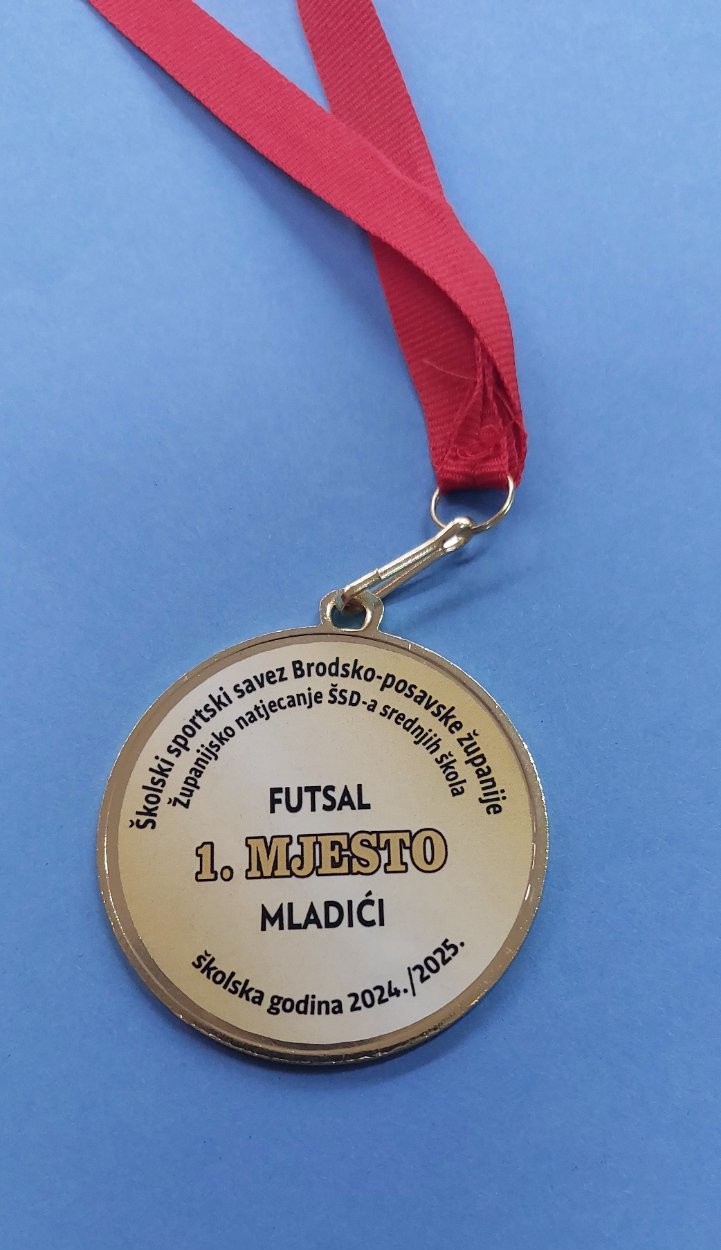 Školski sportski savez Brodsko-posavske županije
Županijsko natjecanje ŠSD-a srednjih škola
FUTSAL
1. MJESTO
MLADIĆI
školska godina 2024./2025.